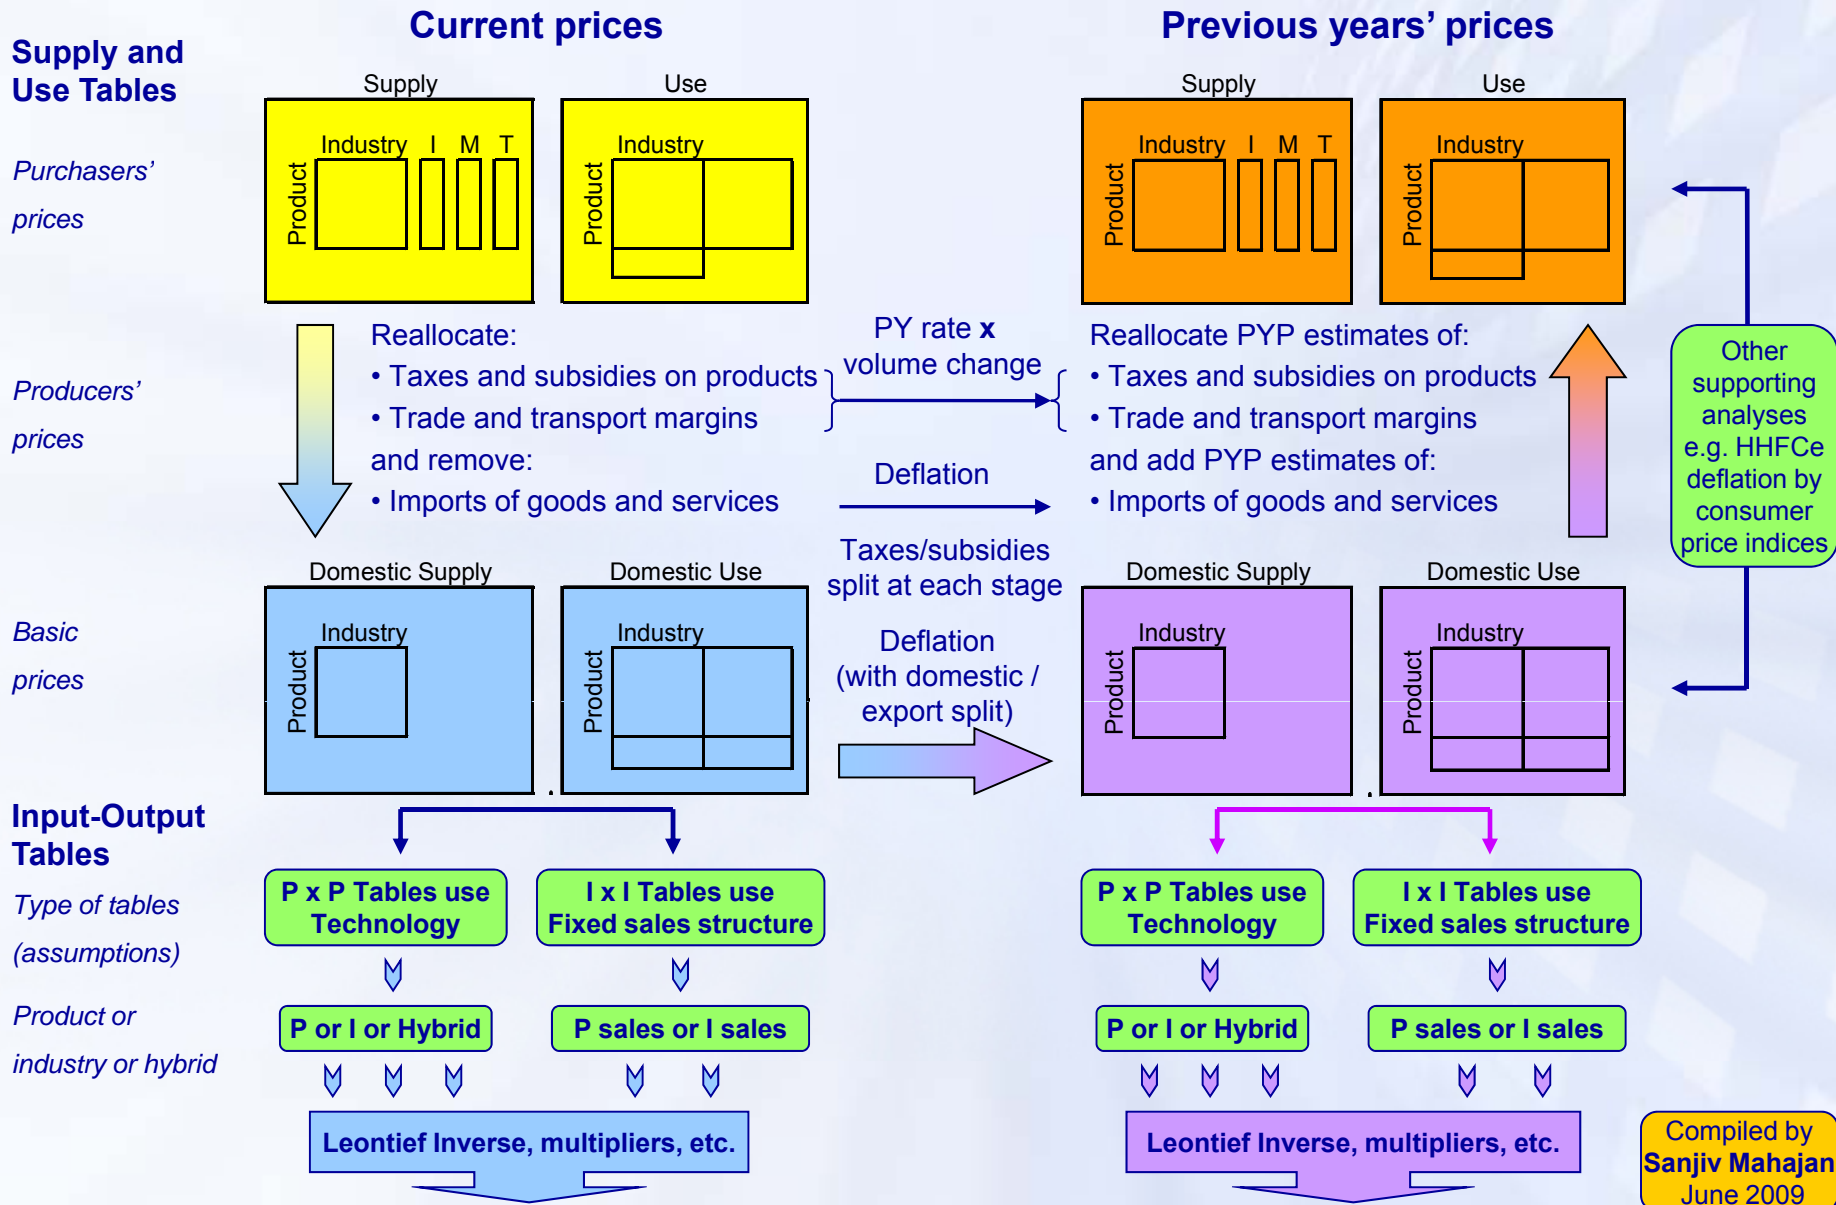 Current prices
Previous years’ prices
Supply and
Use Tables
Supply
Use
Supply
Use
Industry I M T
Product
Industry
Product
Industry I M T
Product
Industry
Product
Purchasers’
prices
Producers’
prices
Reallocate:
• Taxes and subsidies on products
• Trade and transport margins
and remove:
• Imports of goods and services
PY rate x
volume change
Deflation
Taxes/subsidies
split at each stage
Deflation
(with domestic /
export split)
Reallocate PYP estimates of:
• Taxes and subsidies on products
• Trade and transport margins
and add PYP estimates of:
• Imports of goods and services
Other
supporting
analyses
e.g. HHFCe
deflation by
consumer
price indices
Basic
prices
Domestic Supply
Domestic Use
Domestic Supply
Domestic Use
Industry
Product
Industry
Product
Industry
Product
Industry
Product
Input-Output
Tables
Type of tables
(assumptions)
P x P Tables use
Technology
I x I Tables use
Fixed sales structure
P x P Tables use
Technology
I x I Tables use
Fixed sales structure
Product or
industry or hybrid
P or I or Hybrid
P sales or I sales
P or I or Hybrid
P sales or I sales
Leontief Inverse, multipliers, etc.
Leontief Inverse, multipliers, etc.
Compiled by
Sanjiv Mahajan
June 2009